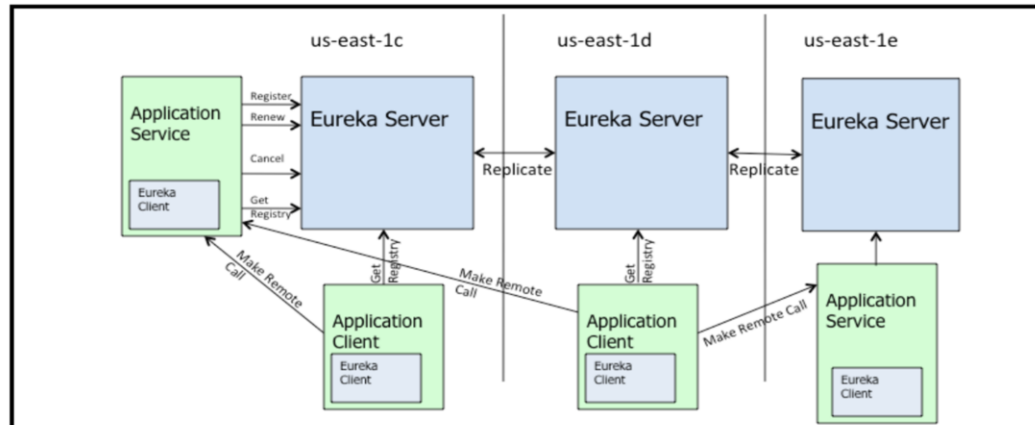 us-east-1c
us-east-1d
us-east-1e
Application
Service
Eureka
Client
Register
Renew
Cancel
Get
Registry
Eureka Server
Replicate
Eureka Server
Replicate
Eureka Server
Make Remote
Call
Get
Registry
Make Remote
Call
Get
Registry
Make Remote Call
Application
Client
Eureka
Client
Application
Client
Eureka
Client
Application
Service
Eureka
Client